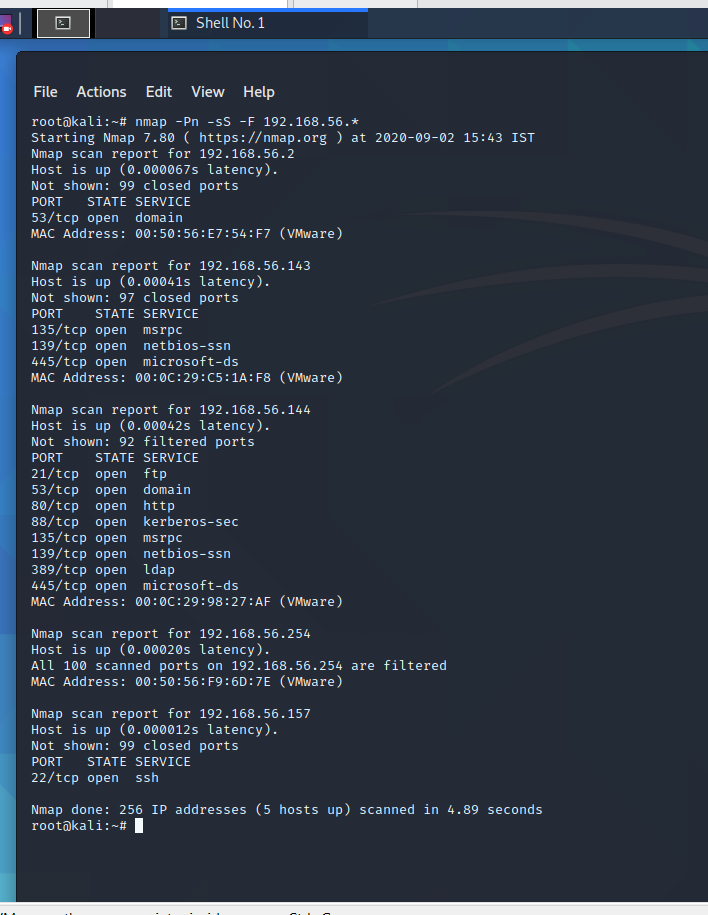 Shell No. 1
File Actions Edit View Help
root@kali:~# nmap -Pn -sS -F 192.168.56.*
Starting Nmap 7.80 ( https://nmap.org ) at 2020-09-02 15:43 IST
Nmap scan report for 192.168.56.2
Host is up (0.000067s latency).
Not shown: 99 closed ports
PORT   STATE SERVICE
53/tcp open  domain
MAC Address: 00:50:56:E7:54:F7 (VMware)

Nmap scan report for 192.168.56.143
Host is up (0.00041s latency).
Not shown: 97 closed ports
PORT    STATE SERVICE
135/tcp open  msrpc
139/tcp open  netbios-ssn
445/tcp open  microsoft-ds
MAC Address: 00:0C:29:C5:1A:F8 (VMware)

Nmap scan report for 192.168.56.144
Host is up (0.00042s latency).
Not shown: 92 filtered ports
PORT    STATE SERVICE
21/tcp  open  ftp
53/tcp  open  domain
80/tcp  open  http
88/tcp  open  kerberos-sec
135/tcp open  msrpc
139/tcp open  netbios-ssn
389/tcp open  ldap
445/tcp open  microsoft-ds
MAC Address: 00:0C:29:98:27:AF (VMware)

Nmap scan report for 192.168.56.254
Host is up (0.00020s latency).
All 100 scanned ports on 192.168.56.254 are filtered
MAC Address: 00:50:56:F9:6D:7E (VMware)

Nmap scan report for 192.168.56.157
Host is up (0.000012s latency).
Not shown: 99 closed ports
PORT   STATE SERVICE
22/tcp open  ssh

Nmap done: 256 IP addresses (5 hosts up) scanned in 4.89 seconds
root@kali:~#